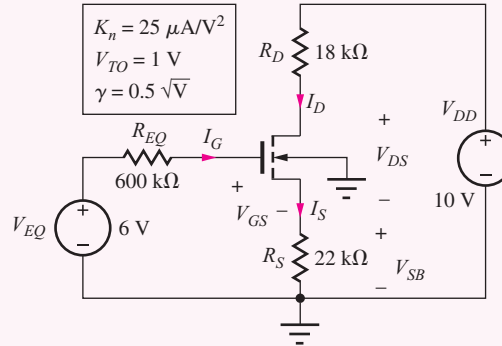 K_n = 25 μA/V²
V_TO = 1 V
γ = 0.5 √V
R_D
18 kΩ
I_D
R_EQ
I_G
600 kΩ
+
V_DS
−
V_DD
+
−
10 V
+
V_GS
−
I_S
V_EQ
+
−
6 V
R_S
22 kΩ
+
V_SB
−